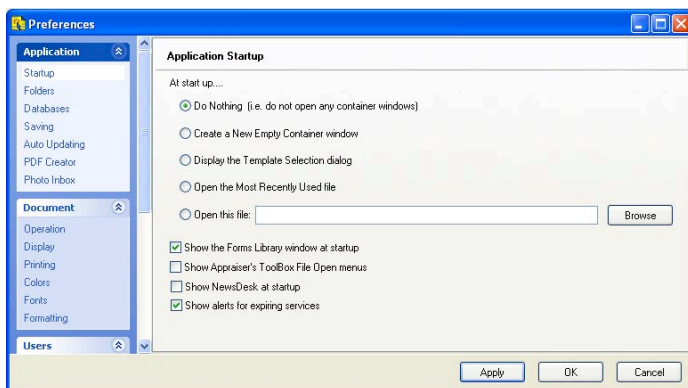 Preferences
Application
Startup
Folders
Databases
Saving
Auto Updating
PDF Creator
Photo Inbox
Document
Operation
Display
Printing
Colors
Fonts
Formatting
Users
Application Startup
At start up....
Do Nothing (i.e. do not open any container windows)
Create a New Empty Container window
Display the Template Selection dialog
Open the Most Recently Used file
Open this file:
Browse
Show the Forms Library window at startup
Show Appraiser's ToolBox File Open menus
Show NewsDesk at startup
Show alerts for expiring services
Apply
OK
Cancel